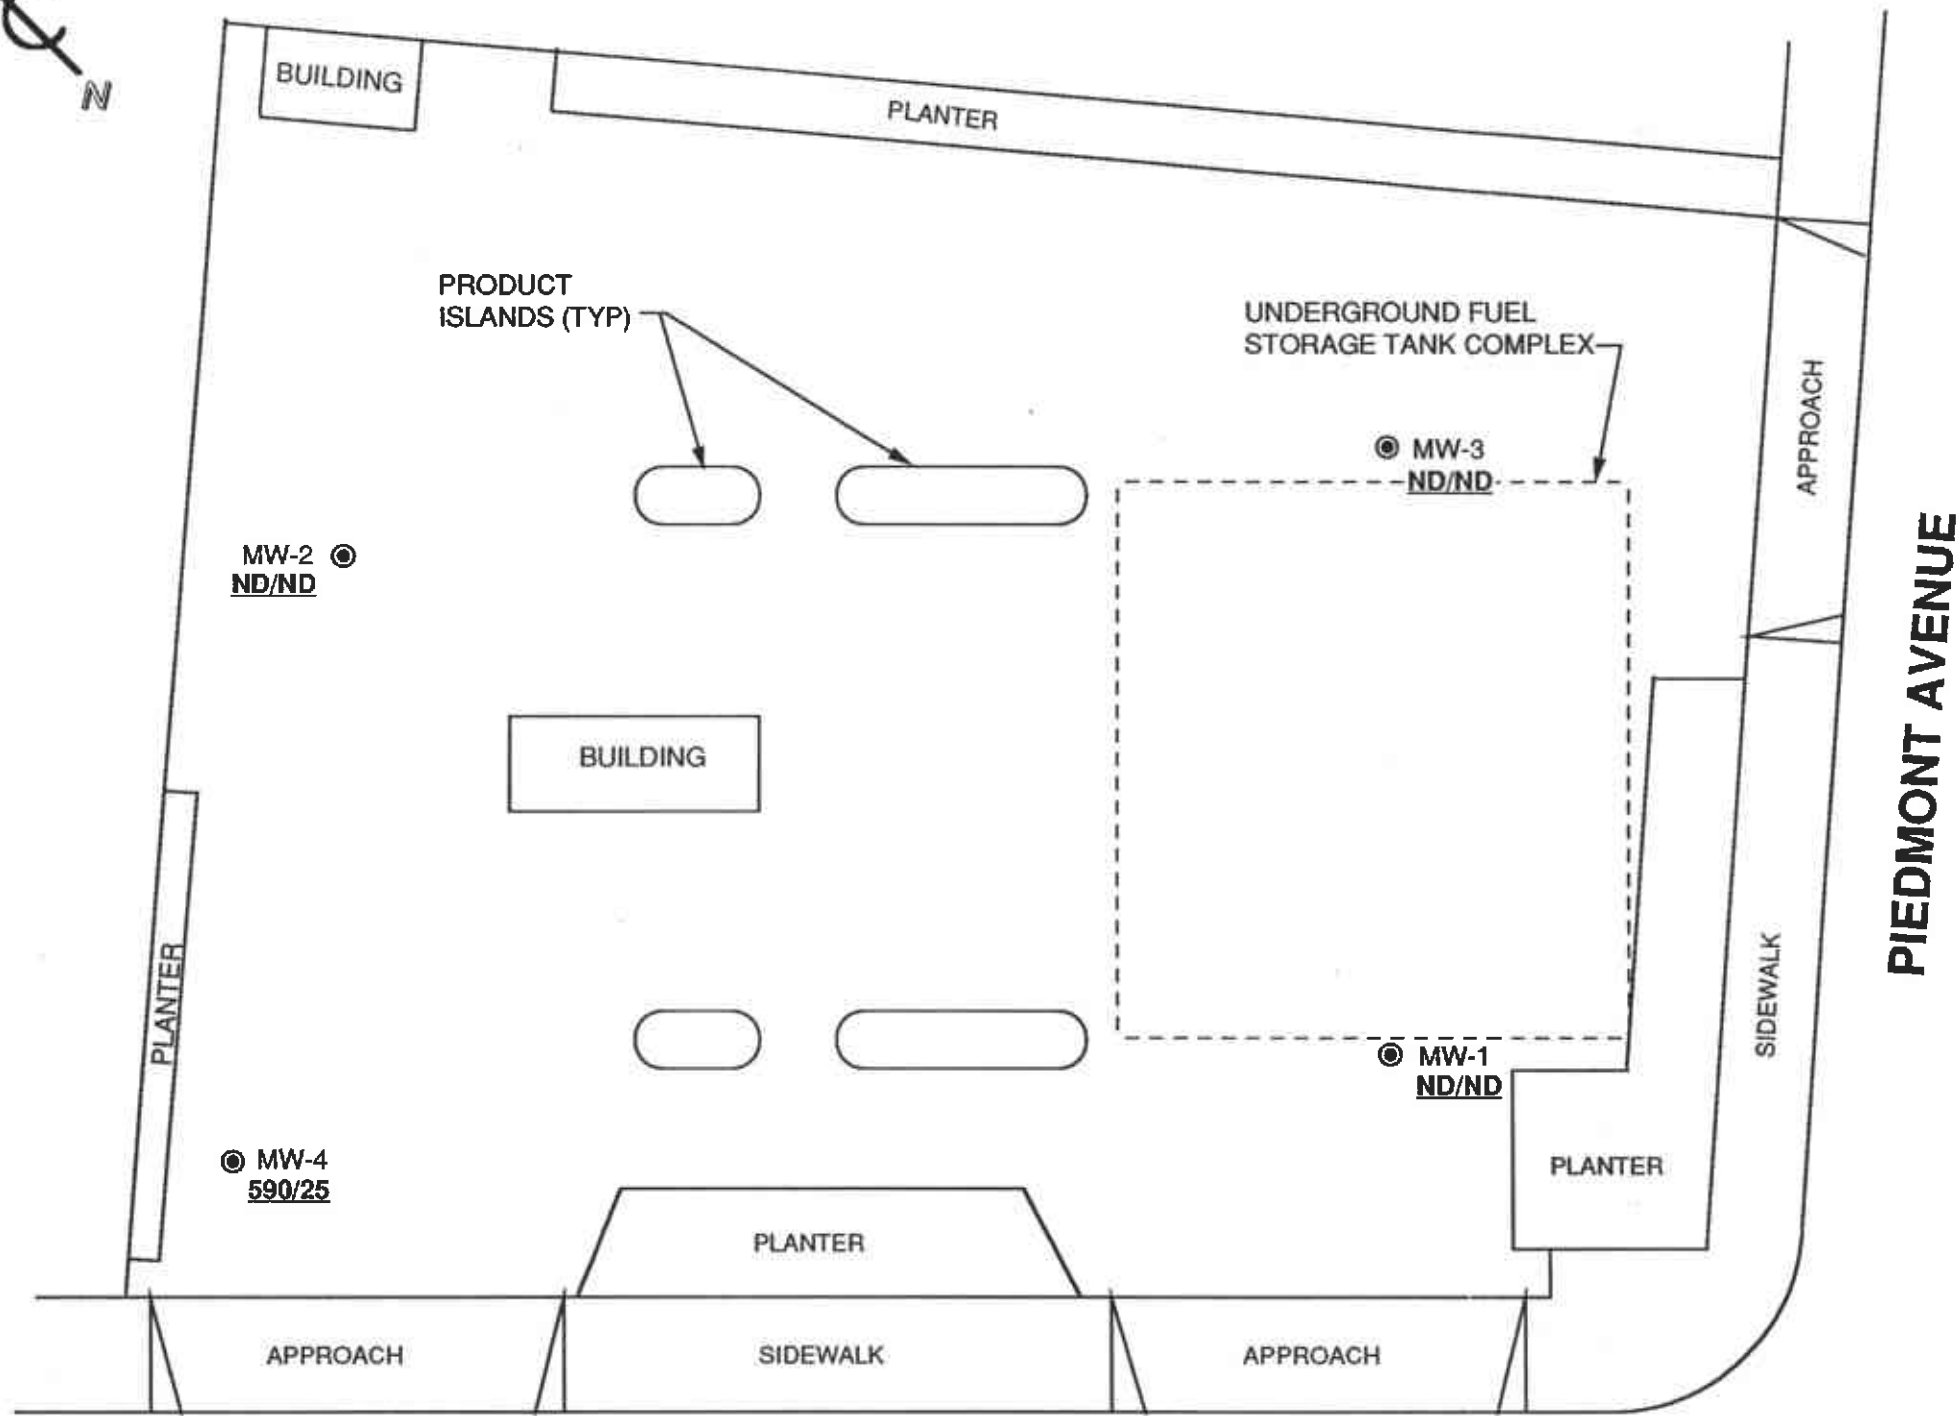 N
BUILDING
PLANTER
PRODUCT
ISLANDS (TYP)
UNDERGROUND FUEL
STORAGE TANK COMPLEX
APPROACH
MW-3
ND/ND
MW-2
ND/ND
PIEDMONT AVENUE
BUILDING
PLANTER
SIDEWALK
MW-1
ND/ND
MW-4
590/25
PLANTER
PLANTER
APPROACH
SIDEWALK
APPROACH